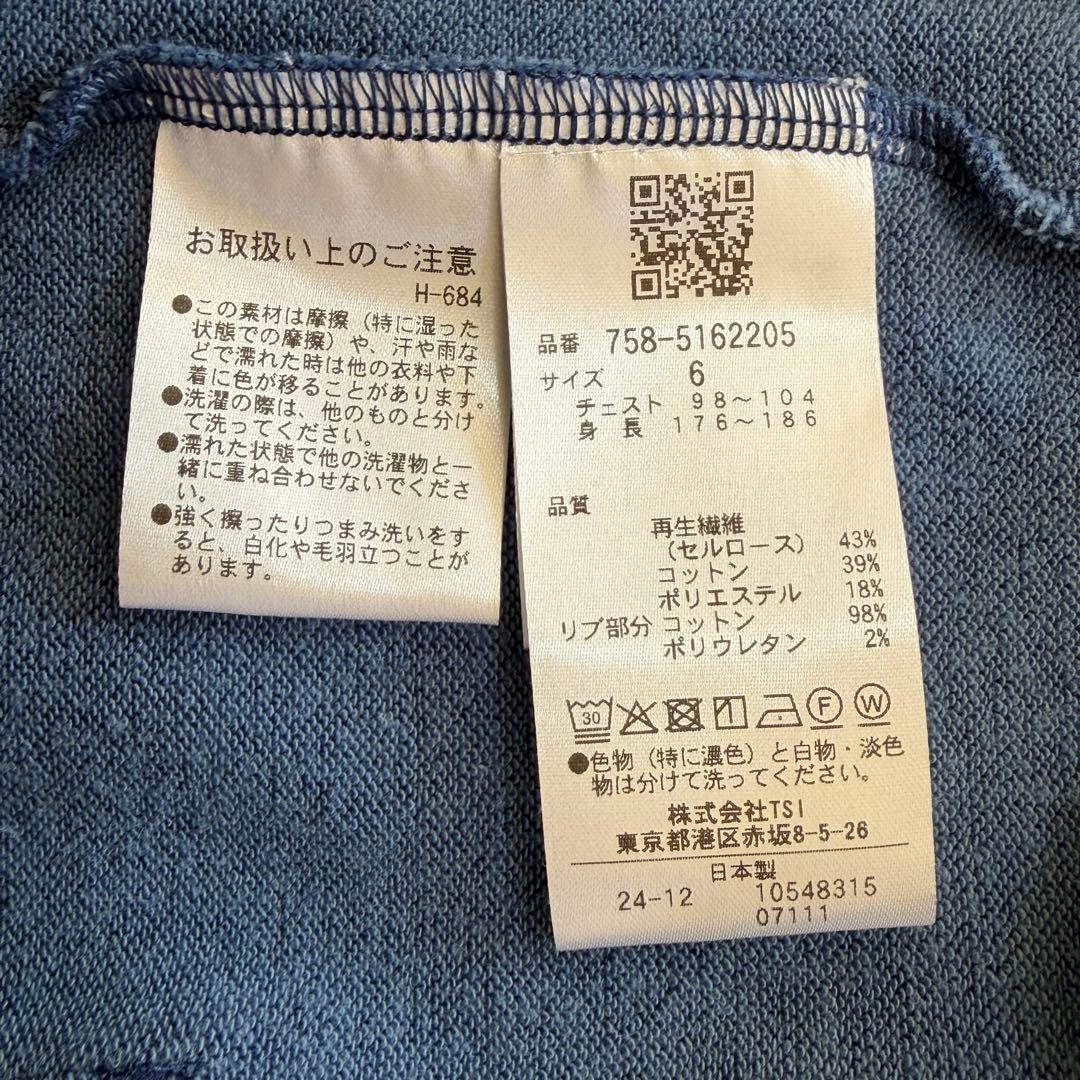 お取扱い上のご注意
H-684
●この素材は摩擦（特に湿った
状態での摩擦）や、汗や雨な
どで濡れた時は他の衣料や下
着に色が移ることがあります。
●洗濯の際は、他のものと分け
て洗ってください。
●濡れた状態で他の洗濯物と一
緒に重ね合わせないでくださ
い。
●強く擦ったりつまみ洗いをす
ると、白化や毛羽立つことが
あります。
品番 758-5162205
サイズ 6
チェスト 98～104
身長 176～186
品質
再生繊維
（セルロース） 43%
コットン 39%
ポリエステル 18%
リブ部分 コットン 98%
ポリウレタン 2%
30 F W
●色物（特に濃色）と白物・淡色
物は分けて洗ってください。
株式会社TSI
東京都港区赤坂8-5-26
日本製
24-12 10548315
07111